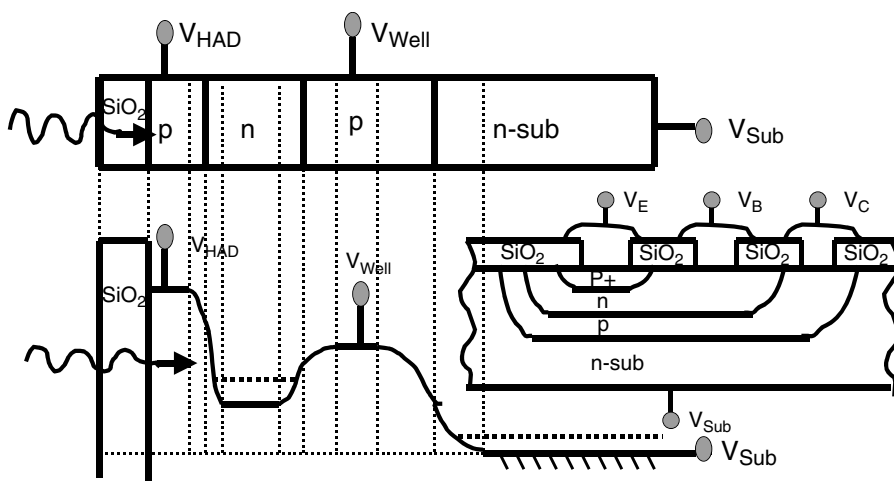 V_HAD
V_Well
SiO₂
p
n
p
n-sub
V_Sub
V_HAD
V_Well
SiO₂
V_E
V_B
V_C
SiO₂
SiO₂
SiO₂
SiO₂
P+
n
p
n-sub
V_Sub
V_Sub